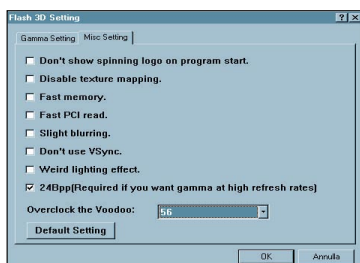 Flash 3D Setting
Gamma Setting Misc Setting
Don't show spinning logo on program start.
Disable texture mapping.
Fast memory.
Fast PCI read.
Slight blurring.
Don't use VSync.
Weird lighting effect.
24Bpp(Required if you want gamma at high refresh rates)
Overclock the Voodoo: 56
Default Setting
OK Annulla